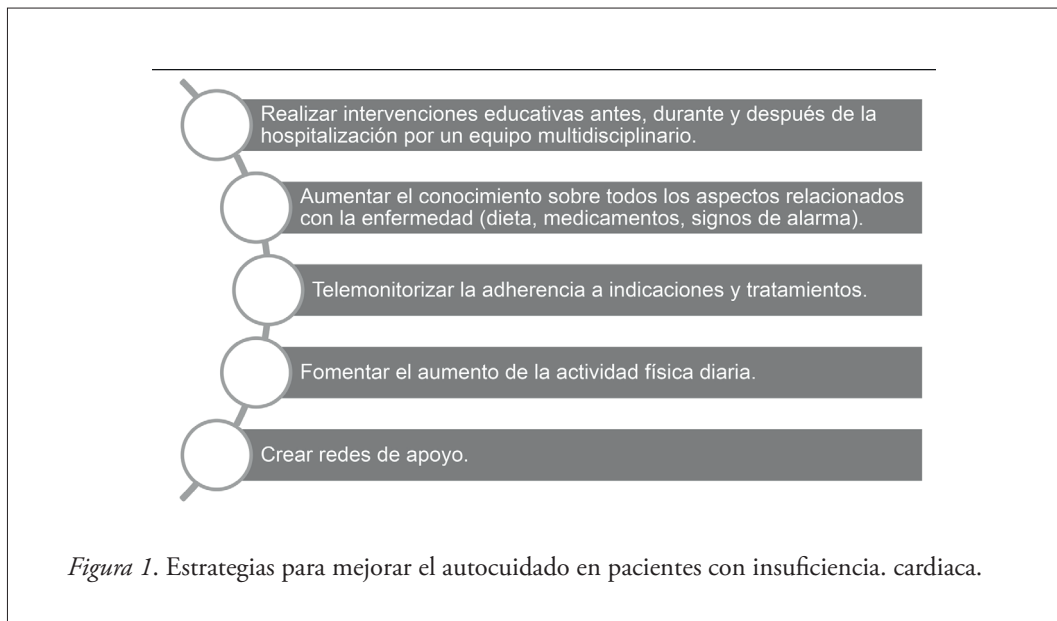 Realizar intervenciones educativas antes, durante y después de la
hospitalización por un equipo multidisciplinario.
Aumentar el conocimiento sobre todos los aspectos relacionados
con la enfermedad (dieta, medicamentos, signos de alarma).
Telemonitorizar la adherencia a indicaciones y tratamientos.
Fomentar el aumento de la actividad física diaria.
Crear redes de apoyo.
Figura 1. Estrategias para mejorar el autocuidado en pacientes con insuficiencia. cardiaca.